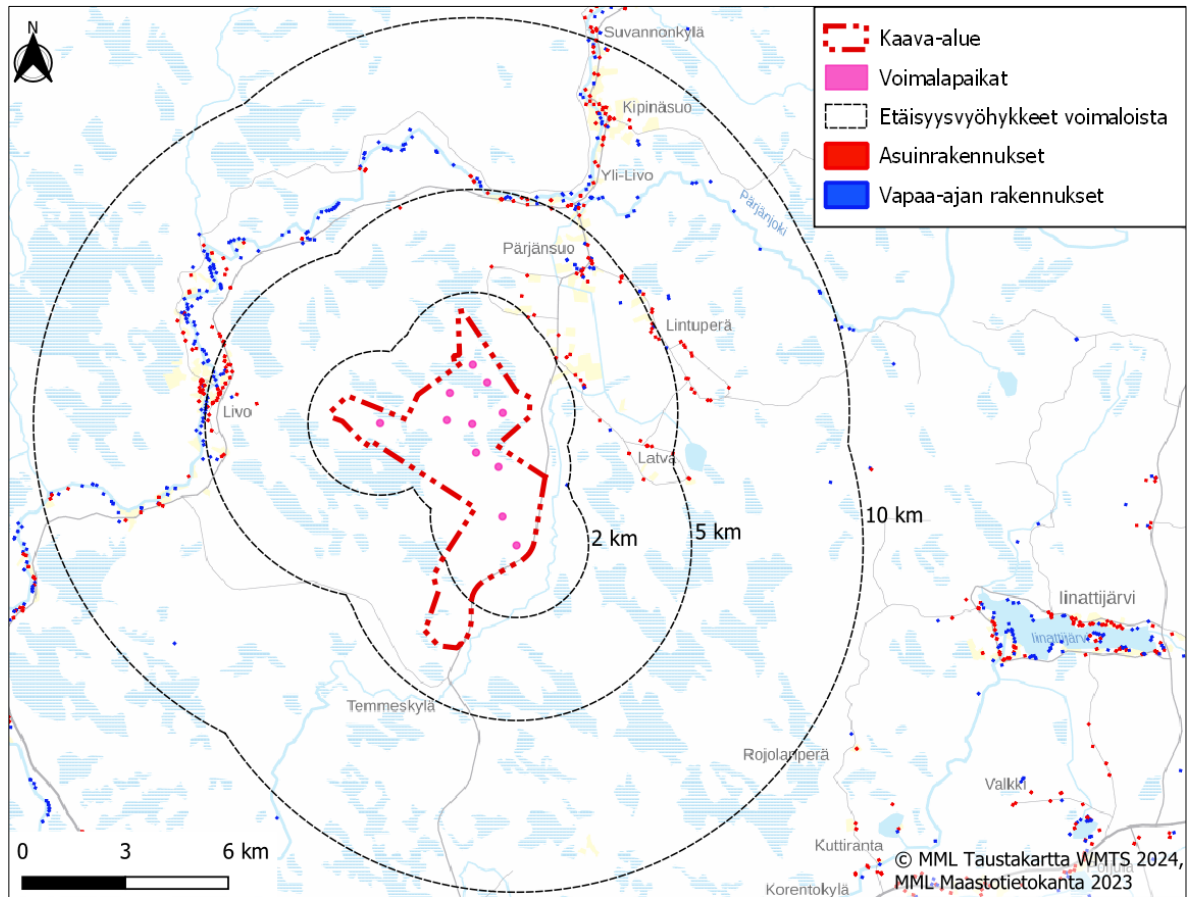 N
Kaava-alue
Voimalapaikat
Etäisyysvyöhykkeet voimaloista
Asuinrakennukset
Vapaa-ajan rakennukset
Suvannonkylä
Kipinäsuo
Yli-Livo
Pärjänjoki
Pärjänsuo
Lintuperä
Livo
Latva
2 km
5 km
10 km
Iinattijärvi
Iinattijärvi
Temmeskylä
Rojolanperä
Valkki
Kuttiranta
Korentokylä
Pohjula
0 3 6 km
© MML Taustakartta WMTS 2024,
MML Maastotietokanta 2023